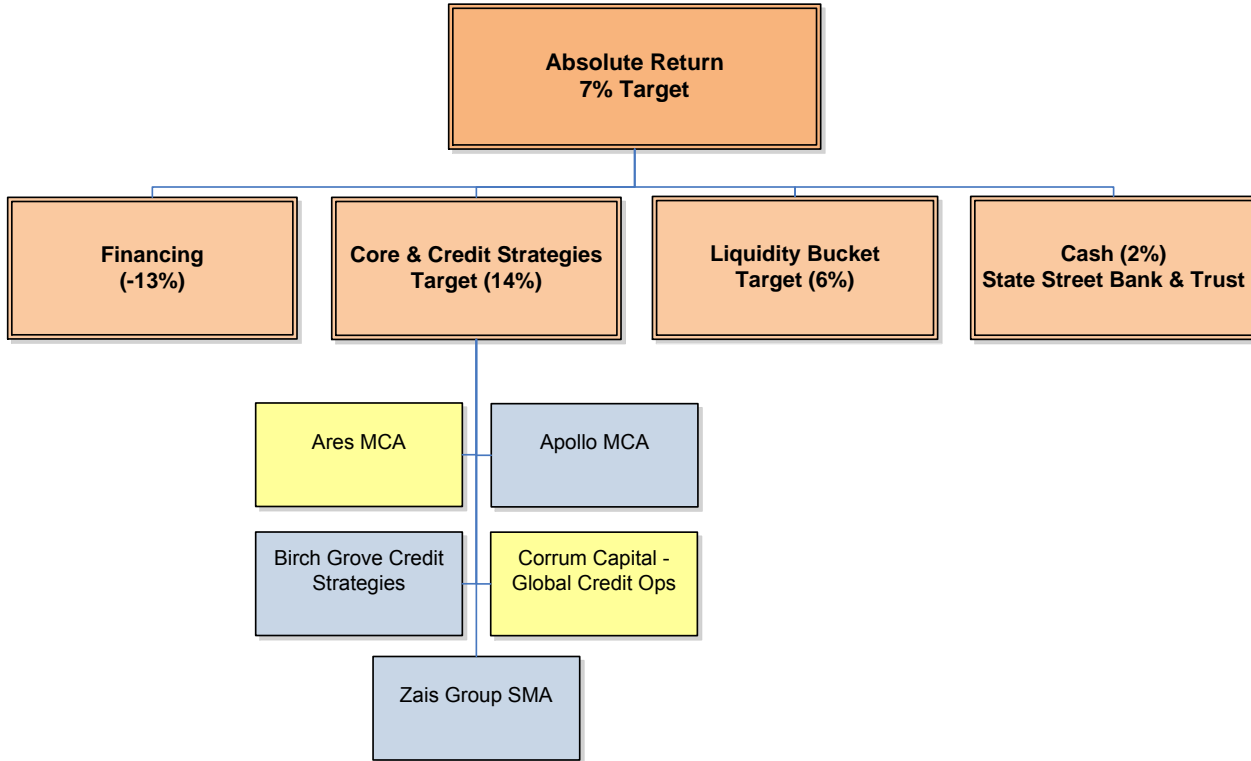 Absolute Return
7% Target
Financing
(-13%)
Core & Credit Strategies
Target (14%)
Liquidity Bucket
Target (6%)
Cash (2%)
State Street Bank & Trust
Ares MCA
Apollo MCA
Birch Grove Credit
Strategies
Corrum Capital -
Global Credit Ops
Zais Group SMA